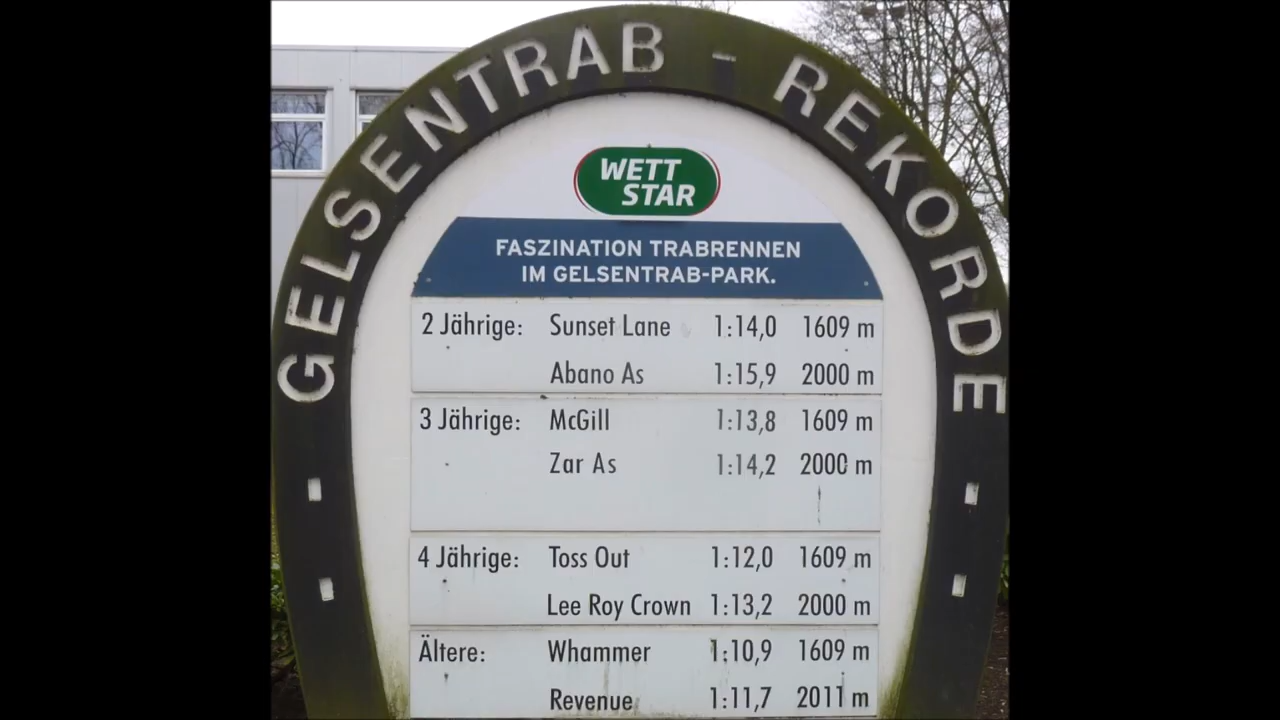 GELSENTRAB - REKORDE
WETT
STAR
FASZINATION TRABRENNEN
IM GELSENTRAB-PARK.
2 Jährige: Sunset Lane 1:14,0 1609 m
Abano As 1:15,9 2000 m
3 Jährige: McGill 1:13,8 1609 m
Zar As 1:14,2 2000 m
4 Jährige: Toss Out 1:12,0 1609 m
Lee Roy Crown 1:13,2 2000 m
Ältere: Whammer 1:10,9 1609 m
Revenue 1:11,7 2011 m